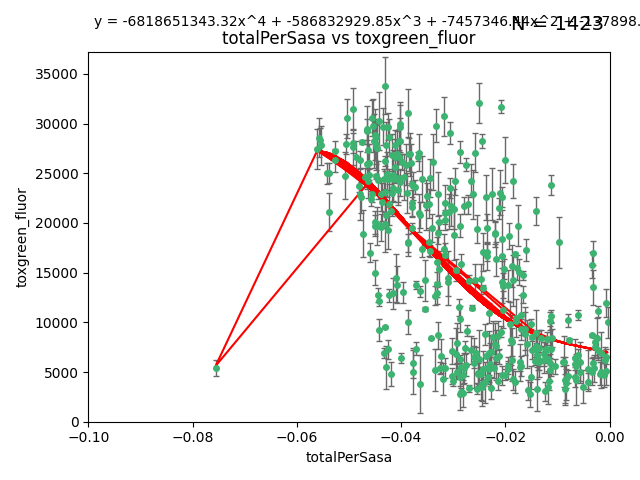 y = -6818651343.32x^4 + -586832929.85x^3 + -7457346.
N = 1423
totalPerSasa vs toxgreen_fluor
toxgreen_fluor
35000
30000
25000
20000
15000
10000
5000
0
−0.10
−0.08
−0.06
−0.04
−0.02
0.00
totalPerSasa